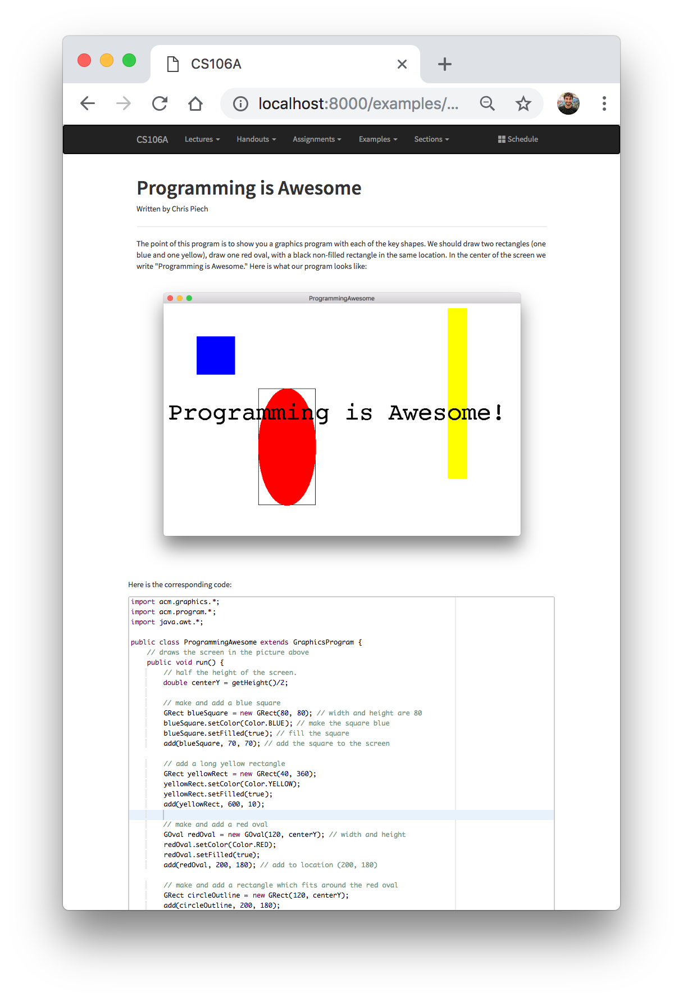 CS106A
localhost:8000/examples/...
CS106A Lectures Handouts Assignments Examples Sections Schedule
Programming is Awesome
Written by Chris Piech
The point of this program is to show you a graphics program with each of the key shapes. We should draw two rectangles (one
blue and one yellow), draw one red oval, with a black non-filled rectangle in the same location. In the center of the screen we
write "Programming is Awesome." Here is what our program looks like:
ProgrammingAwesome
Programming is Awesome!
Here is the corresponding code:
import acm.graphics.*;
import acm.program.*;
import java.awt.*;
public class ProgrammingAwesome extends GraphicsProgram {
// draws the screen in the picture above
public void run() {
// half the height of the screen.
double centerY = getHeight()/2;
// make and add a blue square
GRect blueSquare = new GRect(80, 80); // width and height are 80
blueSquare.setColor(Color.BLUE); // make the square blue
blueSquare.setFilled(true); // fill the square
add(blueSquare, 70, 70); // add the square to the screen
// add a long yellow rectangle
GRect yellowRect = new GRect(40, 360);
yellowRect.setColor(Color.YELLOW);
yellowRect.setFilled(true);
add(yellowRect, 600, 10);
// make and add a red oval
GOval redOval = new GOval(120, centerY); // width and height
redOval.setColor(Color.RED);
redOval.setFilled(true);
add(redOval, 200, 180); // add to location (200, 180)
// make and add a rectangle which fits around the red oval
GRect circleOutline = new GRect(120, centerY);
add(circleOutline, 200, 180);